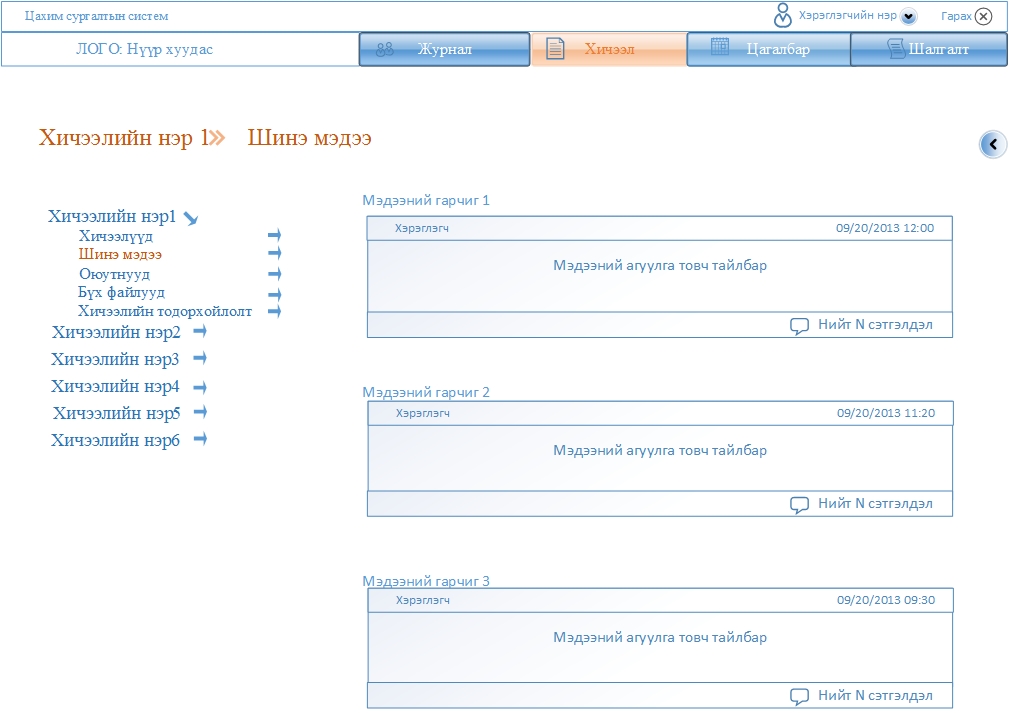 Цахим сургалтын систем
Хэрэглэгчийн нэр
Гарах
ЛОГО: Нүүр хуудас
Журнал
Хичээл
Цагалбар
Шалгалт
Хичээлийн нэр 1
Шинэ мэдээ
Хичээлийн нэр1
Хичээлүүд
Шинэ мэдээ
Оюутнууд
Бүх файлууд
Хичээлийн тодорхойлолт
Хичээлийн нэр2
Хичээлийн нэр3
Хичээлийн нэр4
Хичээлийн нэр5
Хичээлийн нэр6
Мэдээний гарчиг 1
Хэрэглэгч 09/20/2013 12:00
Мэдээний агуулга товч тайлбар
Нийт N сэтгэлдэл
Мэдээний гарчиг 2
Хэрэглэгч 09/20/2013 11:20
Мэдээний агуулга товч тайлбар
Нийт N сэтгэлдэл
Мэдээний гарчиг 3
Хэрэглэгч 09/20/2013 09:30
Мэдээний агуулга товч тайлбар
Нийт N сэтгэлдэл